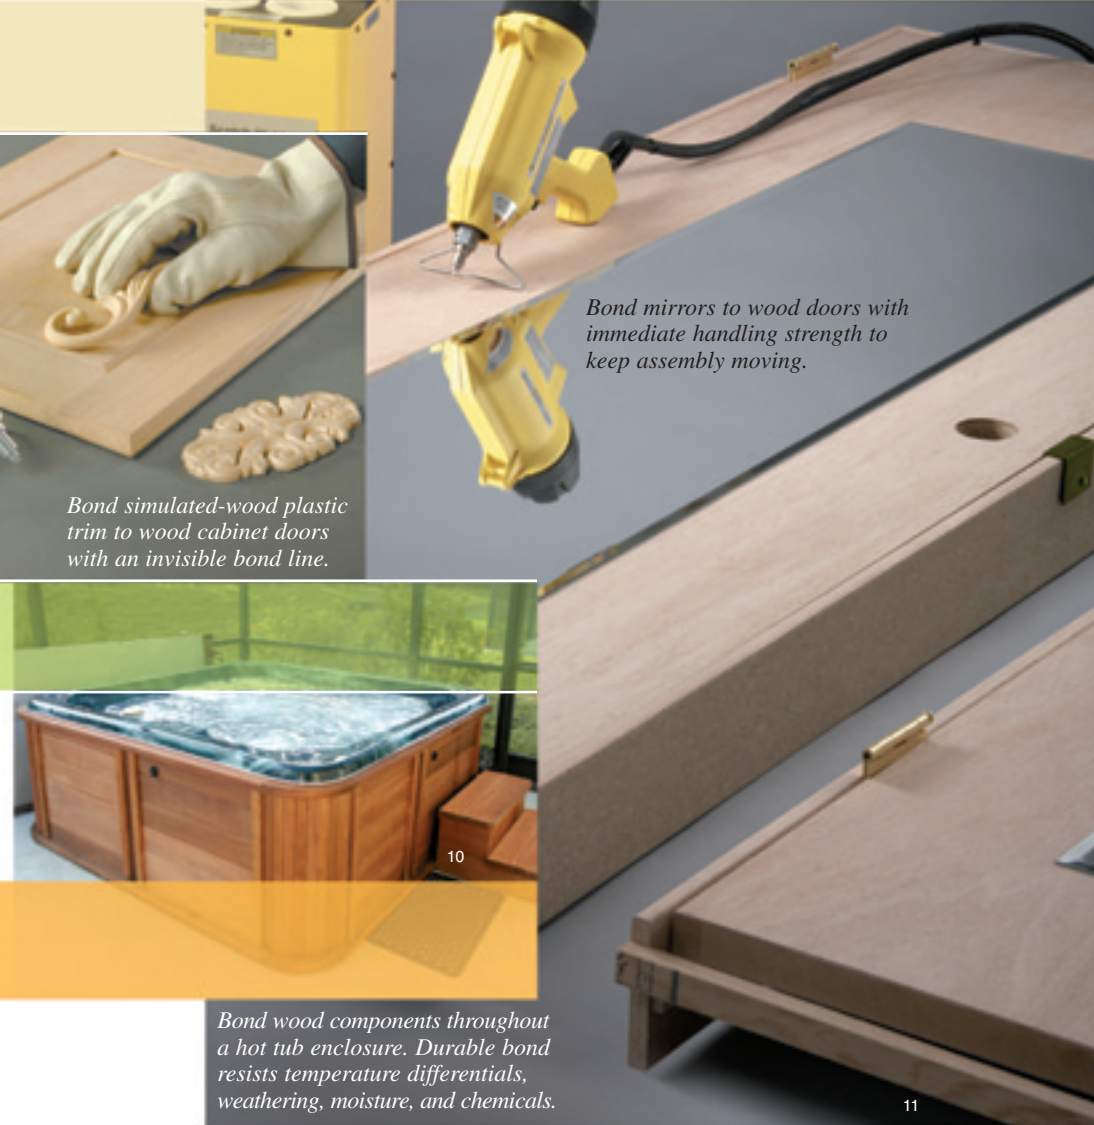 Bond mirrors to wood doors with
immediate handling strength to
keep assembly moving.
Bond simulated-wood plastic
trim to wood cabinet doors
with an invisible bond line.
10
Bond wood components throughout
a hot tub enclosure. Durable bond
resists temperature differentials,
weathering, moisture, and chemicals.
11